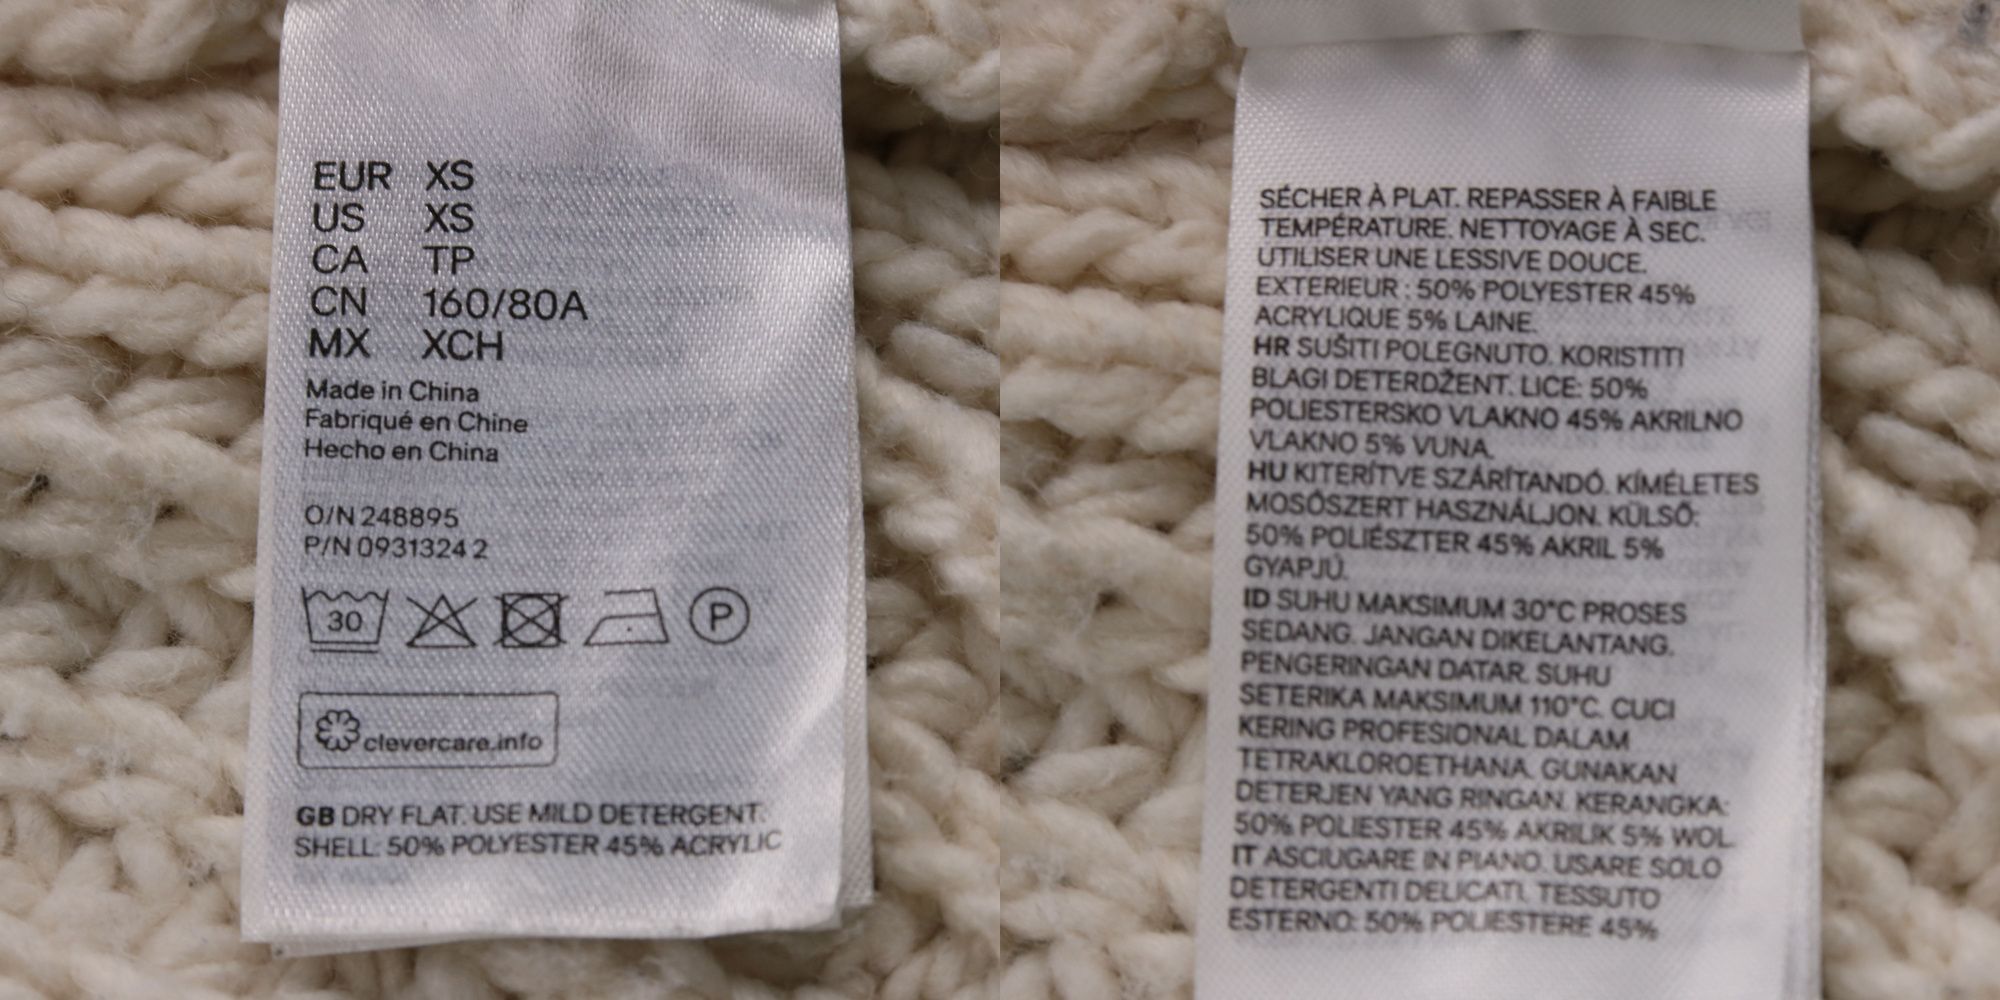 EUR XS
US XS
CA TP
CN 160/80A
MX XCH
Made in China
Fabriqué en Chine
Hecho en China
O/N 248895
P/N 0931324 2
30
P
clevercare.info
GB DRY FLAT. USE MILD DETERGENT.
SHELL: 50% POLYESTER 45% ACRYLIC
SÉCHER À PLAT. REPASSER À FAIBLE
TEMPÉRATURE. NETTOYAGE À SEC.
UTILISER UNE LESSIVE DOUCE.
EXTERIEUR : 50% POLYESTER 45%
ACRYLIQUE 5% LAINE.
HR SUŠITI POLEGNUTO. KORISTITI
BLAGI DETERDŽENT. LICE: 50%
POLIESTERSKO VLAKNO 45% AKRILNO
VLAKNO 5% VUNA.
HU KITERÍTVE SZÁRÍTANDÓ. KÍMÉLETES
MOSÓSZERT HASZNÁLJON. KÜLSŐ:
50% POLIÉSZTER 45% AKRIL 5%
GYAPJÚ.
ID SUHU MAKSIMUM 30°C PROSES
SEDANG. JANGAN DIKELANTANG.
PENGERINGAN DATAR. SUHU
SETERIKA MAKSIMUM 110°C. CUCI
KERING PROFESIONAL DALAM
TETRAKLOROETHANA. GUNAKAN
DETERJEN YANG RINGAN. KERANGKA:
50% POLIESTER 45% AKRILIK 5% WOL.
IT ASCIUGARE IN PIANO. USARE SOLO
DETERGENTI DELICATI. TESSUTO
ESTERNO: 50% POLIESTERE 45%